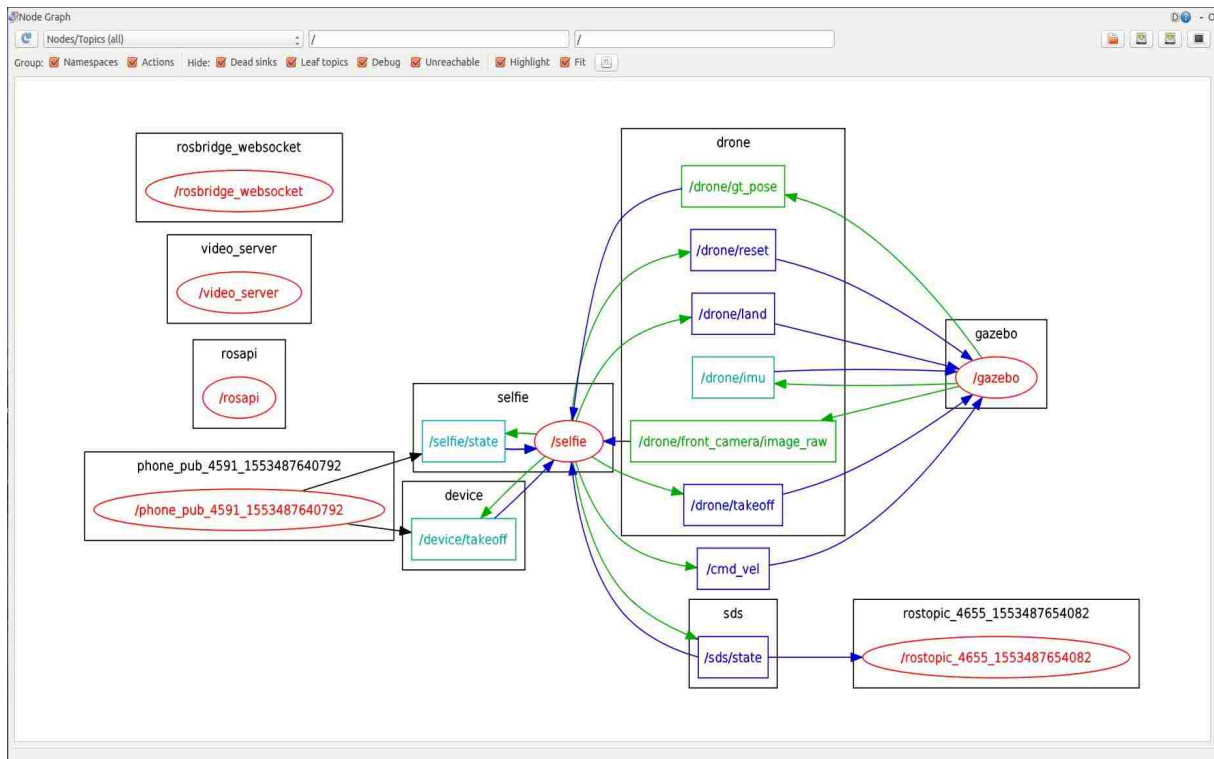 Node Graph
D - O
Nodes/Topics (all) / /
Group: Namespaces Actions Hide: Dead sinks Leaf topics Debug Unreachable Highlight Fit
rosbridge_websocket
/rosbridge_websocket
video_server
/video_server
rosapi
/rosapi
phone_pub_4591_1553487640792
/phone_pub_4591_1553487640792
selfie
/selfie/state
/selfie
device
/device/takeoff
drone
/drone/gt_pose
/drone/reset
/drone/land
/drone/imu
/drone/front_camera/image_raw
/drone/takeoff
/cmd_vel
sds
/sds/state
gazebo
/gazebo
rostopic_4655_1553487654082
/rostopic_4655_1553487654082